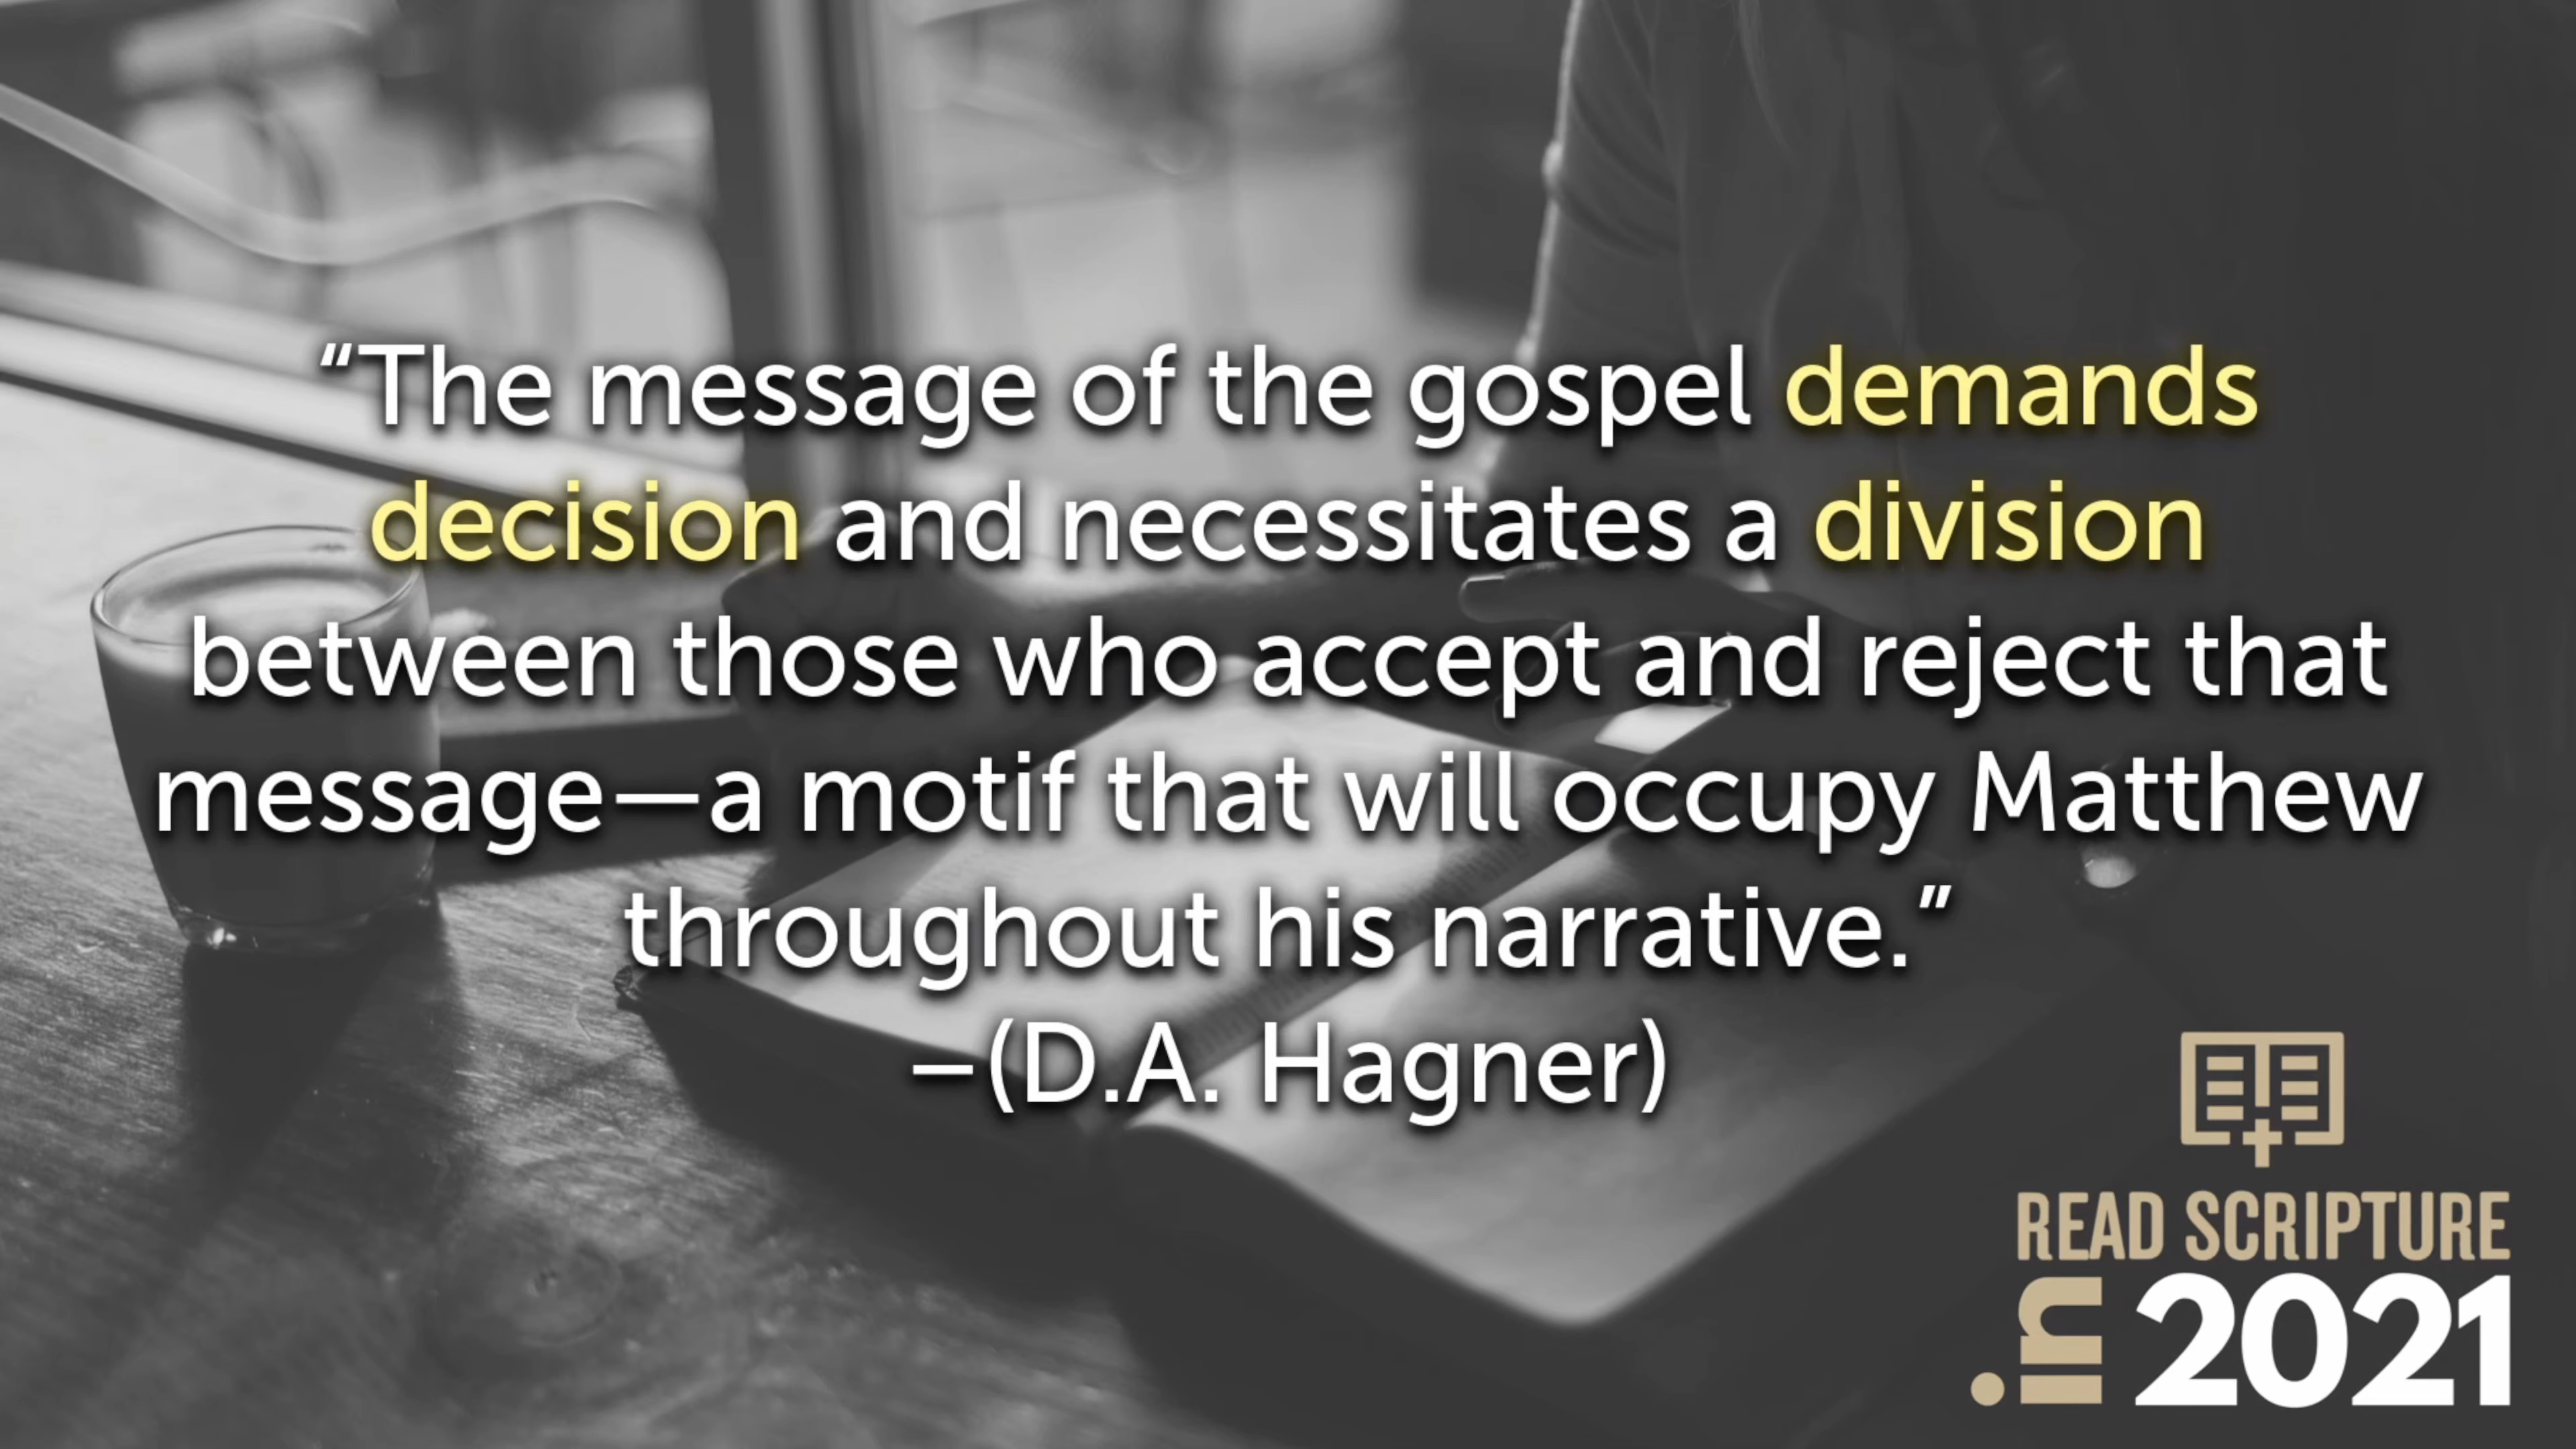 “The message of the gospel demands
decision and necessitates a division
between those who accept and reject that
message—a motif that will occupy Matthew
throughout his narrative.”
–(D.A. Hagner)
READ SCRIPTURE
in 2021